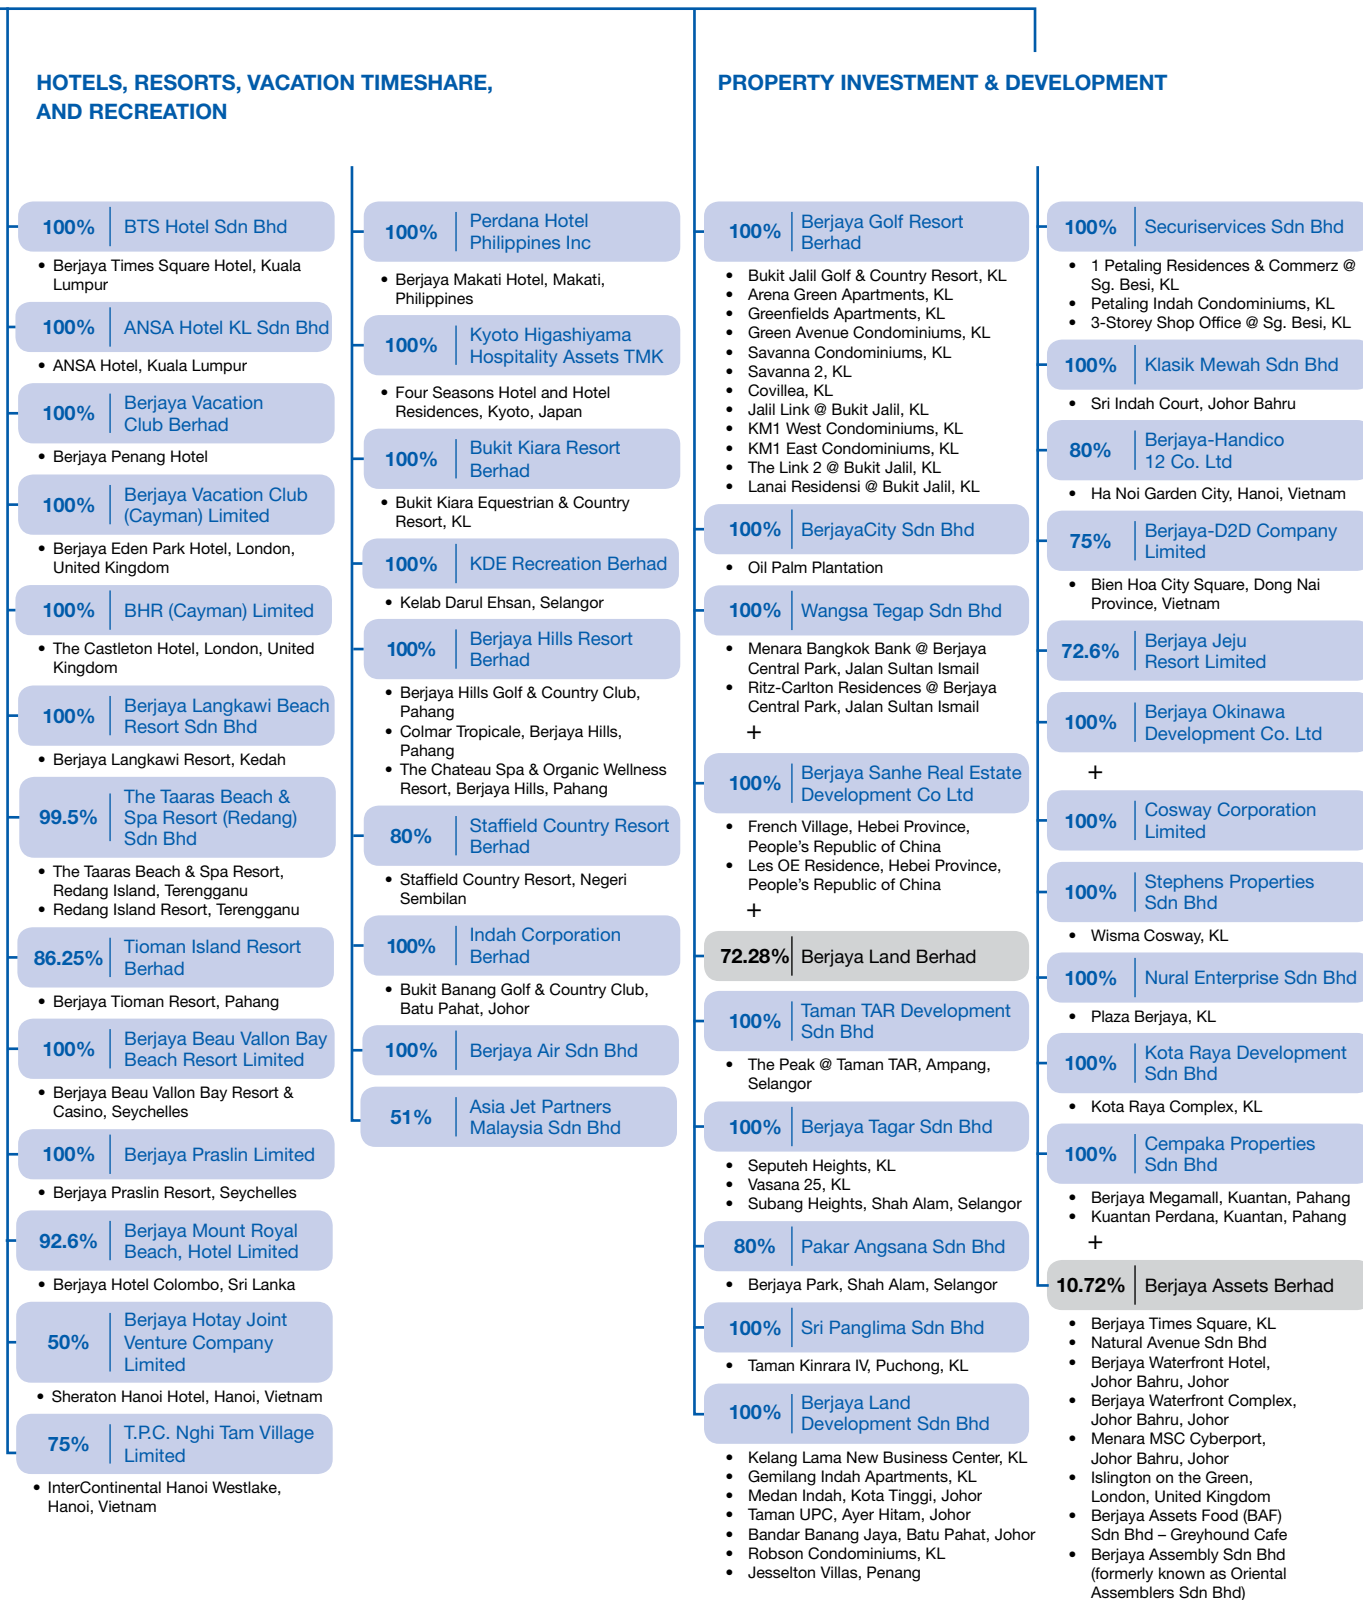 HOTELS, RESORTS, VACATION TIMESHARE,
AND RECREATION
100% BTS Hotel Sdn Bhd
• Berjaya Times Square Hotel, Kuala
Lumpur
100% ANSA Hotel KL Sdn Bhd
• ANSA Hotel, Kuala Lumpur
100% Berjaya Vacation
Club Berhad
• Berjaya Penang Hotel
100% Berjaya Vacation Club
(Cayman) Limited
• Berjaya Eden Park Hotel, London,
United Kingdom
100% BHR (Cayman) Limited
• The Castleton Hotel, London, United
Kingdom
100% Berjaya Langkawi Beach
Resort Sdn Bhd
• Berjaya Langkawi Resort, Kedah
99.5% The Taaras Beach &
Spa Resort (Redang)
Sdn Bhd
• The Taaras Beach & Spa Resort,
Redang Island, Terengganu
• Redang Island Resort, Terengganu
86.25% Tioman Island Resort
Berhad
• Berjaya Tioman Resort, Pahang
100% Berjaya Beau Vallon Bay
Beach Resort Limited
• Berjaya Beau Vallon Bay Resort &
Casino, Seychelles
100% Berjaya Praslin Limited
• Berjaya Praslin Resort, Seychelles
92.6% Berjaya Mount Royal
Beach, Hotel Limited
• Berjaya Hotel Colombo, Sri Lanka
50% Berjaya Hotay Joint
Venture Company
Limited
• Sheraton Hanoi Hotel, Hanoi, Vietnam
75% T.P.C. Nghi Tam Village
Limited
• InterContinental Hanoi Westlake,
Hanoi, Vietnam
100% Perdana Hotel
Philippines Inc
• Berjaya Makati Hotel, Makati,
Philippines
100% Kyoto Higashiyama
Hospitality Assets TMK
• Four Seasons Hotel and Hotel
Residences, Kyoto, Japan
100% Bukit Kiara Resort
Berhad
• Bukit Kiara Equestrian & Country
Resort, KL
100% KDE Recreation Berhad
• Kelab Darul Ehsan, Selangor
100% Berjaya Hills Resort
Berhad
• Berjaya Hills Golf & Country Club,
Pahang
• Colmar Tropicale, Berjaya Hills,
Pahang
• The Chateau Spa & Organic Wellness
Resort, Berjaya Hills, Pahang
80% Staffield Country Resort
Berhad
• Staffield Country Resort, Negeri
Sembilan
100% Indah Corporation
Berhad
• Bukit Banang Golf & Country Club,
Batu Pahat, Johor
100% Berjaya Air Sdn Bhd
51% Asia Jet Partners
Malaysia Sdn Bhd
PROPERTY INVESTMENT & DEVELOPMENT
100% Berjaya Golf Resort
Berhad
• Bukit Jalil Golf & Country Resort, KL
• Arena Green Apartments, KL
• Greenfields Apartments, KL
• Green Avenue Condominiums, KL
• Savanna Condominiums, KL
• Savanna 2, KL
• Covillea, KL
• Jalil Link @ Bukit Jalil, KL
• KM1 West Condominiums, KL
• KM1 East Condominiums, KL
• The Link 2 @ Bukit Jalil, KL
• Lanai Residensi @ Bukit Jalil, KL
100% BerjayaCity Sdn Bhd
• Oil Palm Plantation
100% Wangsa Tegap Sdn Bhd
• Menara Bangkok Bank @ Berjaya
Central Park, Jalan Sultan Ismail
• Ritz-Carlton Residences @ Berjaya
Central Park, Jalan Sultan Ismail
+
100% Berjaya Sanhe Real Estate
Development Co Ltd
• French Village, Hebei Province,
People's Republic of China
• Les OE Residence, Hebei Province,
People's Republic of China
+
72.28% Berjaya Land Berhad
100% Taman TAR Development
Sdn Bhd
• The Peak @ Taman TAR, Ampang,
Selangor
100% Berjaya Tagar Sdn Bhd
• Seputeh Heights, KL
• Vasana 25, KL
• Subang Heights, Shah Alam, Selangor
80% Pakar Angsana Sdn Bhd
• Berjaya Park, Shah Alam, Selangor
100% Sri Panglima Sdn Bhd
• Taman Kinrara IV, Puchong, KL
100% Berjaya Land
Development Sdn Bhd
• Kelang Lama New Business Center, KL
• Gemilang Indah Apartments, KL
• Medan Indah, Kota Tinggi, Johor
• Taman UPC, Ayer Hitam, Johor
• Bandar Banang Jaya, Batu Pahat, Johor
• Robson Condominiums, KL
• Jesselton Villas, Penang
100% Securiservices Sdn Bhd
• 1 Petaling Residences & Commerz @
Sg. Besi, KL
• Petaling Indah Condominiums, KL
• 3-Storey Shop Office @ Sg. Besi, KL
100% Klasik Mewah Sdn Bhd
• Sri Indah Court, Johor Bahru
80% Berjaya-Handico
12 Co. Ltd
• Ha Noi Garden City, Hanoi, Vietnam
75% Berjaya-D2D Company
Limited
• Bien Hoa City Square, Dong Nai
Province, Vietnam
72.6% Berjaya Jeju
Resort Limited
100% Berjaya Okinawa
Development Co. Ltd
+
100% Cosway Corporation
Limited
100% Stephens Properties
Sdn Bhd
• Wisma Cosway, KL
100% Nural Enterprise Sdn Bhd
• Plaza Berjaya, KL
100% Kota Raya Development
Sdn Bhd
• Kota Raya Complex, KL
100% Cempaka Properties
Sdn Bhd
• Berjaya Megamall, Kuantan, Pahang
• Kuantan Perdana, Kuantan, Pahang
+
10.72% Berjaya Assets Berhad
• Berjaya Times Square, KL
• Natural Avenue Sdn Bhd
• Berjaya Waterfront Hotel,
Johor Bahru, Johor
• Berjaya Waterfront Complex,
Johor Bahru, Johor
• Menara MSC Cyberport,
Johor Bahru, Johor
• Islington on the Green,
London, United Kingdom
• Berjaya Assets Food (BAF)
Sdn Bhd – Greyhound Cafe
• Berjaya Assembly Sdn Bhd
(formerly known as Oriental
Assemblers Sdn Bhd)